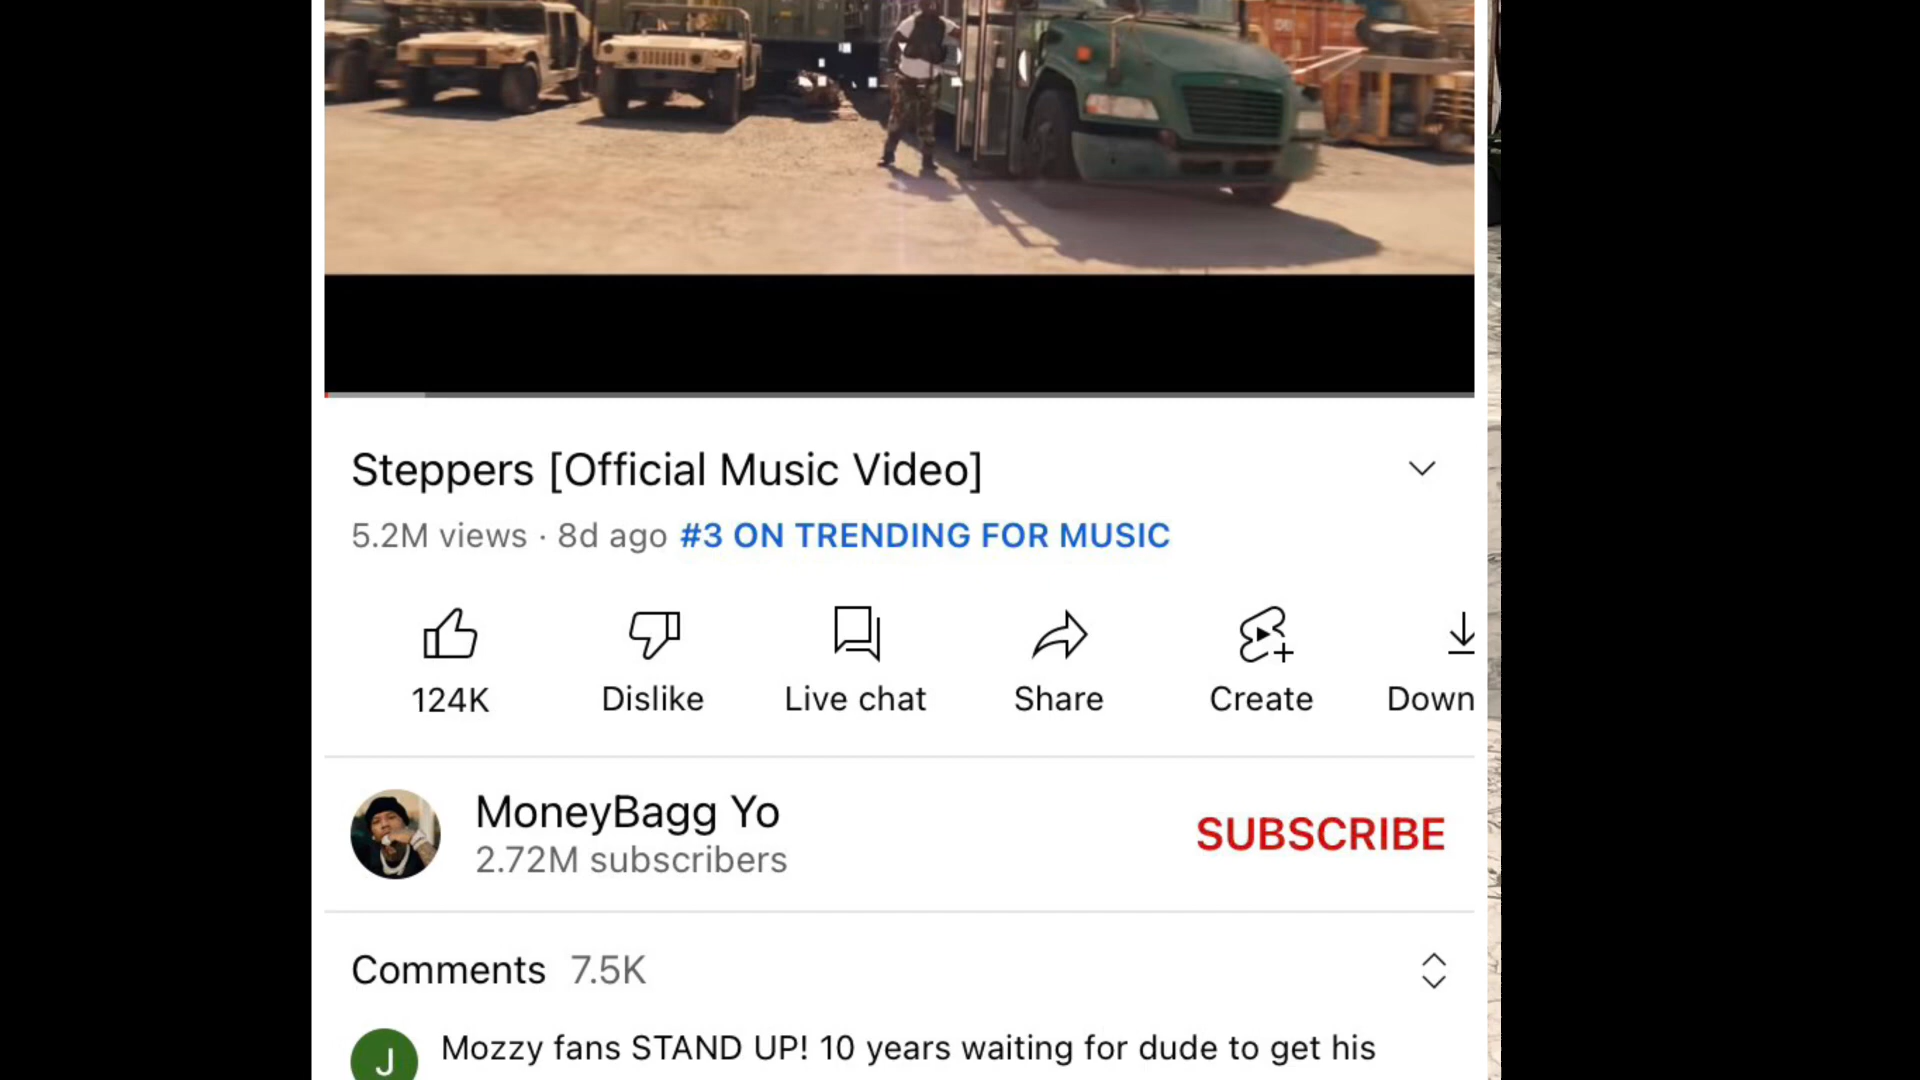 Steppers [Official Music Video]
5.2M views · 8d ago #3 ON TRENDING FOR MUSIC
124K Dislike Live chat Share Create Down
MoneyBagg Yo
2.72M subscribers
SUBSCRIBE
Comments 7.5K
J
Mozzy fans STAND UP! 10 years waiting for dude to get his